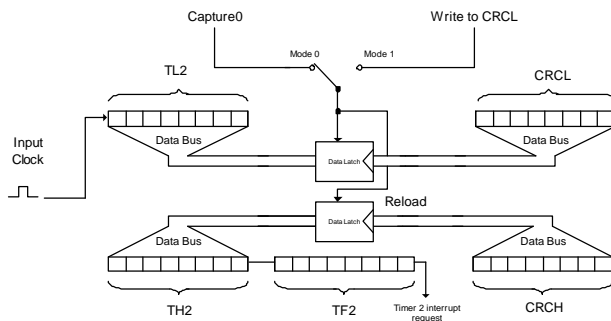 Capture0
Write to CRCL
Mode 0
Mode 1
TL2
CRCL
Input
Clock
Data Bus
Data Latch
Data Bus
Reload
Data Bus
Data Latch
Data Bus
TH2
TF2
Timer 2 interrupt
request
CRCH